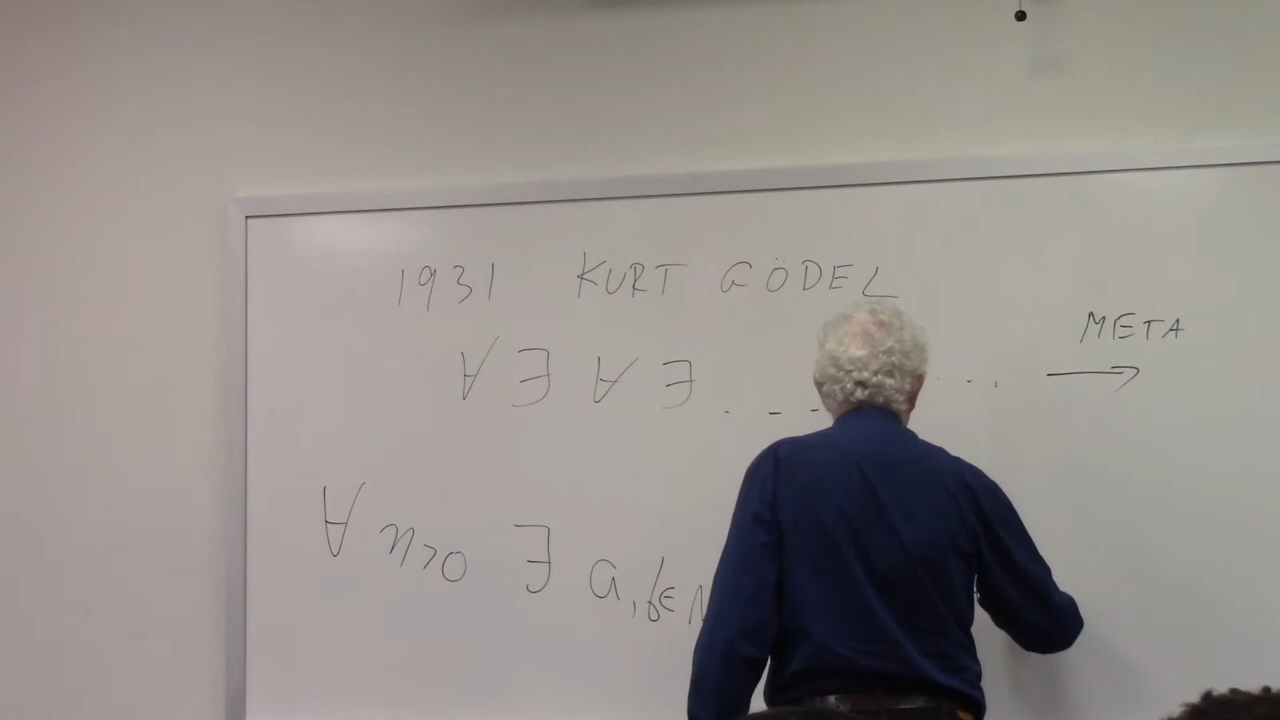 1931 KURT GÖDEL
META
∀ ∃ ∀ ∃ . - - ... →
∀ n>0 ∃ a, b ∈